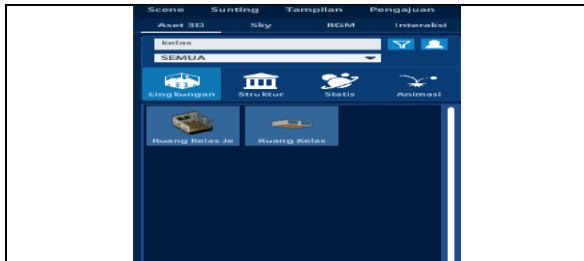 Scene Sunting Tampilan Pengajuan
Aset 3D Sky BGM Interaksi
kelas
SEMUA
Lingkungan Struktur Statis Animasi
Ruang Kelas Je Ruang Kelas